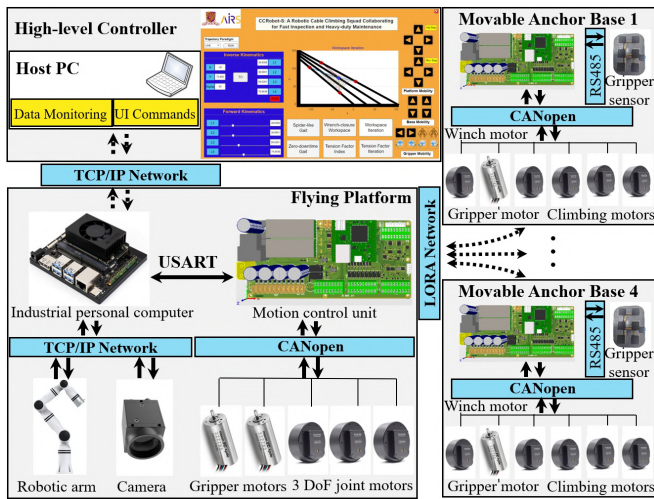 High-level Controller
Host PC
Data Monitoring
UI Commands
AIRS
CCRobot-S: A Robotic Cable Climbing Squad Collaborating
for Fast Inspection and Heavy-duty Maintenance
Trajectory Paradigm
Inverse Kinematics
Workspace Iteration
Forward Kinematics
Platform Mobility
Base Mobility
Gripper Mobility
Spider-like
Gait
Wrench-closure
Workspace
Workspace
Iteration
Zero-downtime
Gait
Tension Factor
Index
Tension Factor
Iteration
TCP/IP Network
Flying Platform
USART
Industrial personal computer
Motion control unit
TCP/IP Network
CANopen
Robotic arm
Camera
Gripper motors
3 DoF joint motors
LORA Network
Movable Anchor Base 1
RS485
Gripper
sensor
CANopen
Winch motor
Gripper motor
Climbing motors
Movable Anchor Base 4
RS485
Gripper
sensor
CANopen
Winch motor
Gripper motor
Climbing motors